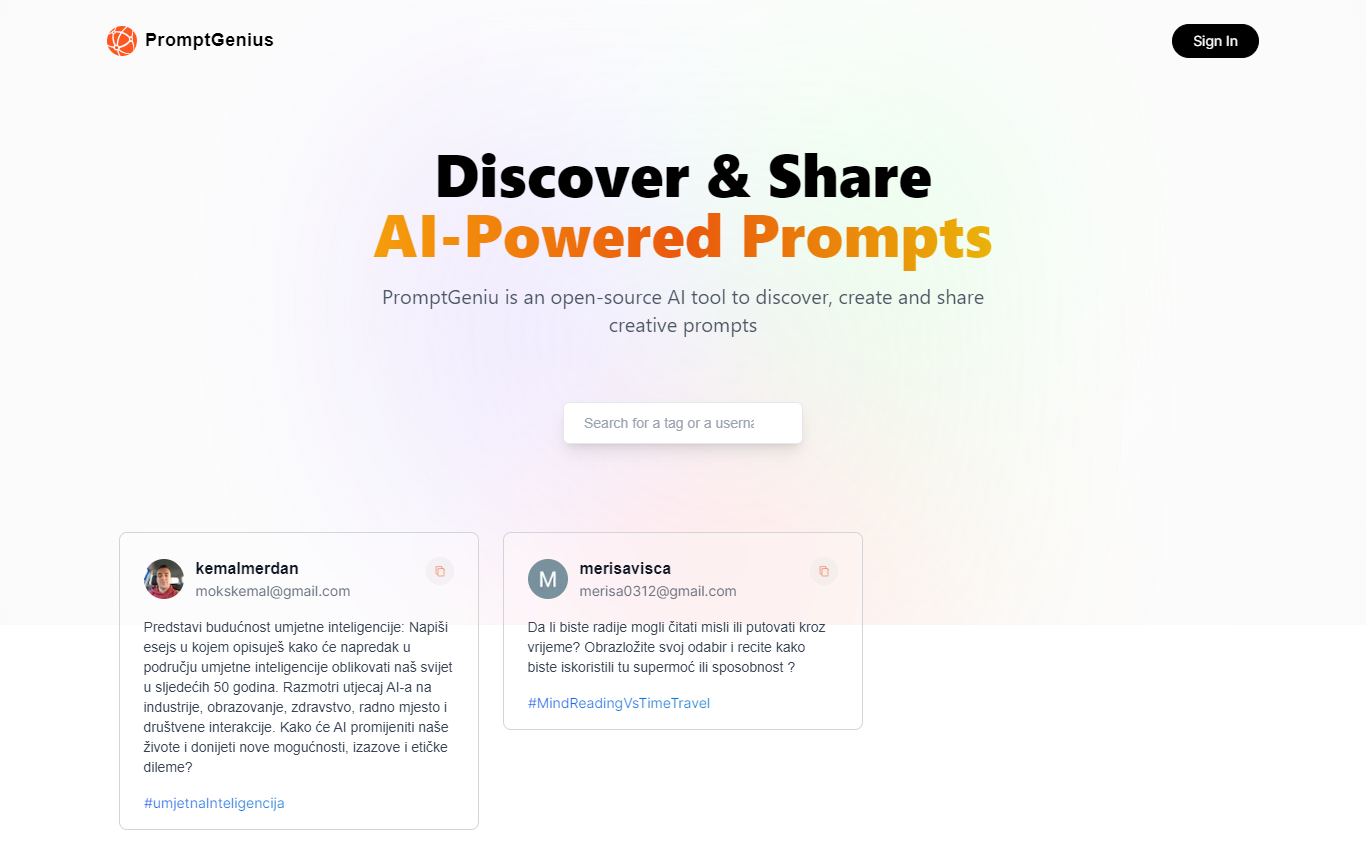 PromptGenius
Sign In
Discover & Share
AI-Powered Prompts
PromptGeniu is an open-source AI tool to discover, create and share
creative prompts
Search for a tag or a userna
kemalmerdan
mokskemal@gmail.com
Predstavi budućnost umjetne inteligencije: Napiši
esejs u kojem opisuješ kako će napredak u
području umjetne inteligencije oblikovati naš svijet
u sljedećih 50 godina. Razmotri utjecaj AI-a na
industrije, obrazovanje, zdravstvo, radno mjesto i
društvene interakcije. Kako će AI promijeniti naše
živote i donijeti nove mogućnosti, izazove i etičke
dileme?
#umjetnaInteligencija
M
merisavisca
merisa0312@gmail.com
Da li biste radije mogli čitati misli ili putovati kroz
vrijeme? Obrazložite svoj odabir i recite kako
biste iskoristili tu supermoć ili sposobnost ?
#MindReadingVsTimeTravel